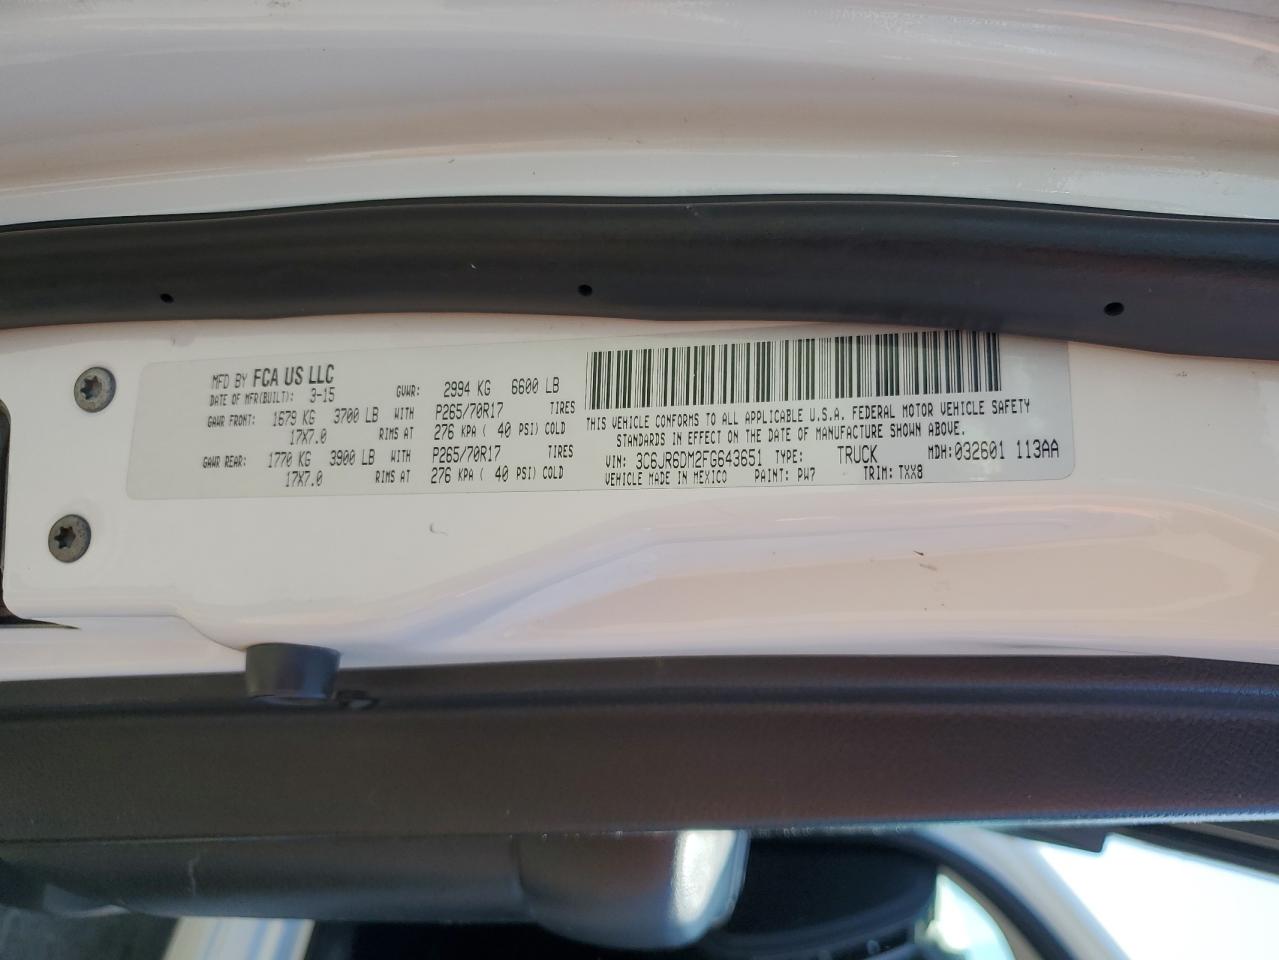 MFD BY FCA US LLC
DATE OF MFR(BUILT): 3-15 GVWR: 2994 KG 6600 LB
GAWR FRONT: 1679 KG 3700 LB WITH P265/70R17 TIRES
17X7.0 RIMS AT 276 KPA ( 40 PSI) COLD
GAWR REAR: 1770 KG 3900 LB WITH P265/70R17 TIRES
17X7.0 RIMS AT 276 KPA ( 40 PSI) COLD
THIS VEHICLE CONFORMS TO ALL APPLICABLE U.S.A. FEDERAL MOTOR VEHICLE SAFETY
STANDARDS IN EFFECT ON THE DATE OF MANUFACTURE SHOWN ABOVE.
VIN: 3C6JR6DM2FG643651 TYPE: TRUCK MDH:032601 113AA
VEHICLE MADE IN MEXICO PAINT: PW7 TRIM: TXX8